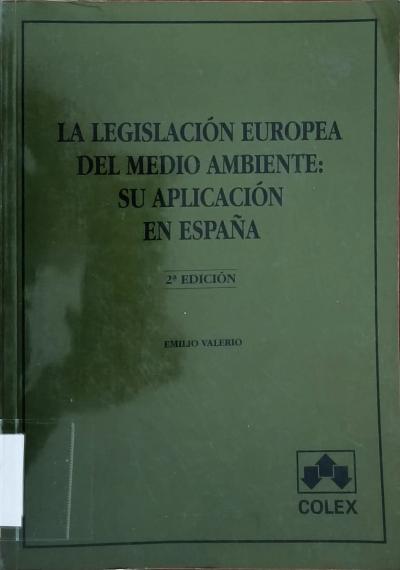 LA LEGISLACIÓN EUROPEA
DEL MEDIO AMBIENTE:
SU APLICACIÓN
EN ESPAÑA
2ª EDICIÓN
EMILIO VALERIO
COLEX